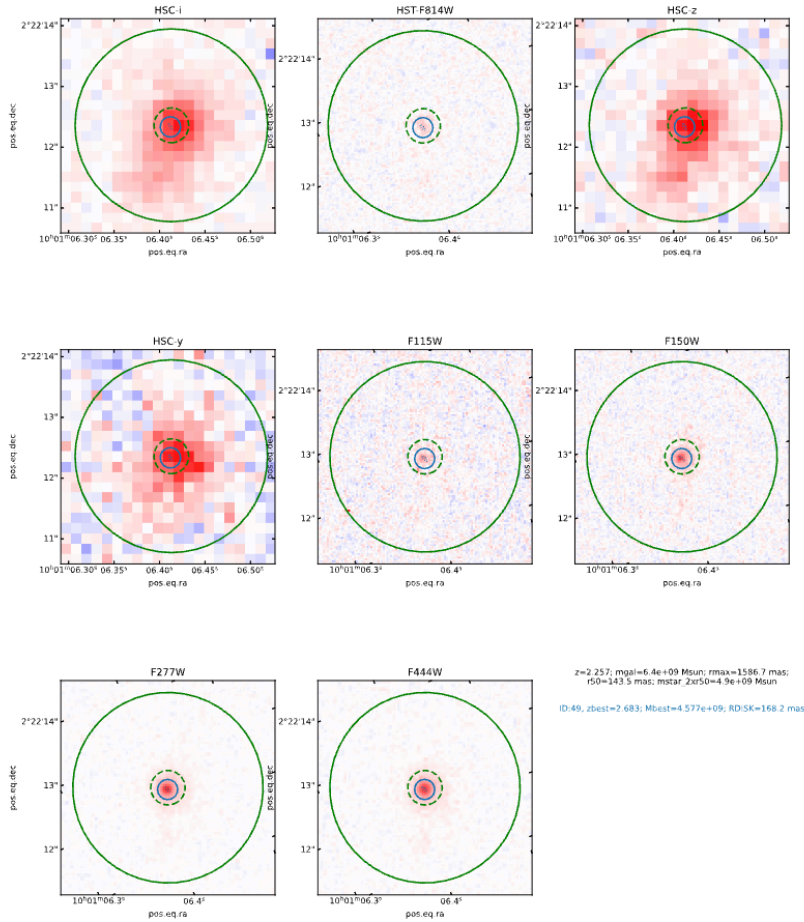 HSC-i
HST-F814W
HSC-z
2°22'14"
13"
12"
11"
pos.eq.dec
10ʰ01ᵐ06.30ˢ 06.35ˢ 06.40ˢ 06.45ˢ 06.50ˢ
pos.eq.ra
2°22'14"
13"
12"
pos.eq.dec
10ʰ01ᵐ06.3ˢ 06.4ˢ
pos.eq.ra
2°22'14"
13"
12"
11"
pos.eq.dec
10ʰ01ᵐ06.30ˢ 06.35ˢ 06.40ˢ 06.45ˢ 06.50ˢ
pos.eq.ra
HSC-y
F115W
F150W
2°22'14"
13"
12"
11"
pos.eq.dec
10ʰ01ᵐ06.30ˢ 06.35ˢ 06.40ˢ 06.45ˢ 06.50ˢ
pos.eq.ra
2°22'14"
13"
12"
pos.eq.dec
10ʰ01ᵐ06.3ˢ 06.4ˢ
pos.eq.ra
2°22'14"
13"
12"
pos.eq.dec
10ʰ01ᵐ06.3ˢ 06.4ˢ
pos.eq.ra
F277W
F444W
2°22'14"
13"
12"
pos.eq.dec
10ʰ01ᵐ06.3ˢ 06.4ˢ
pos.eq.ra
2°22'14"
13"
12"
pos.eq.dec
10ʰ01ᵐ06.3ˢ 06.4ˢ
pos.eq.ra
z=2.257; mgal=6.4e+09 Msun; rmax=1586.7 mas;
r50=143.5 mas; mstar_2xr50=4.9e+09 Msun
ID:49, zbest=2.683; Mbest=4.577e+09; RDISK=168.2 mas